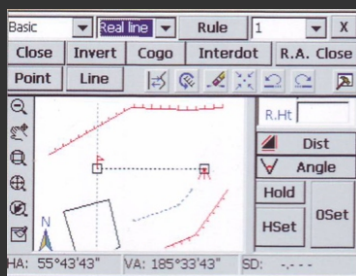 Basic Real line Rule 1 X
Close Invert Cogo Interdot R.A. Close
Point Line
R.Ht
Dist
Angle
Hold
HSet 0Set
N
HA: 55°43'43" VA: 185°33'43" SD: -.---